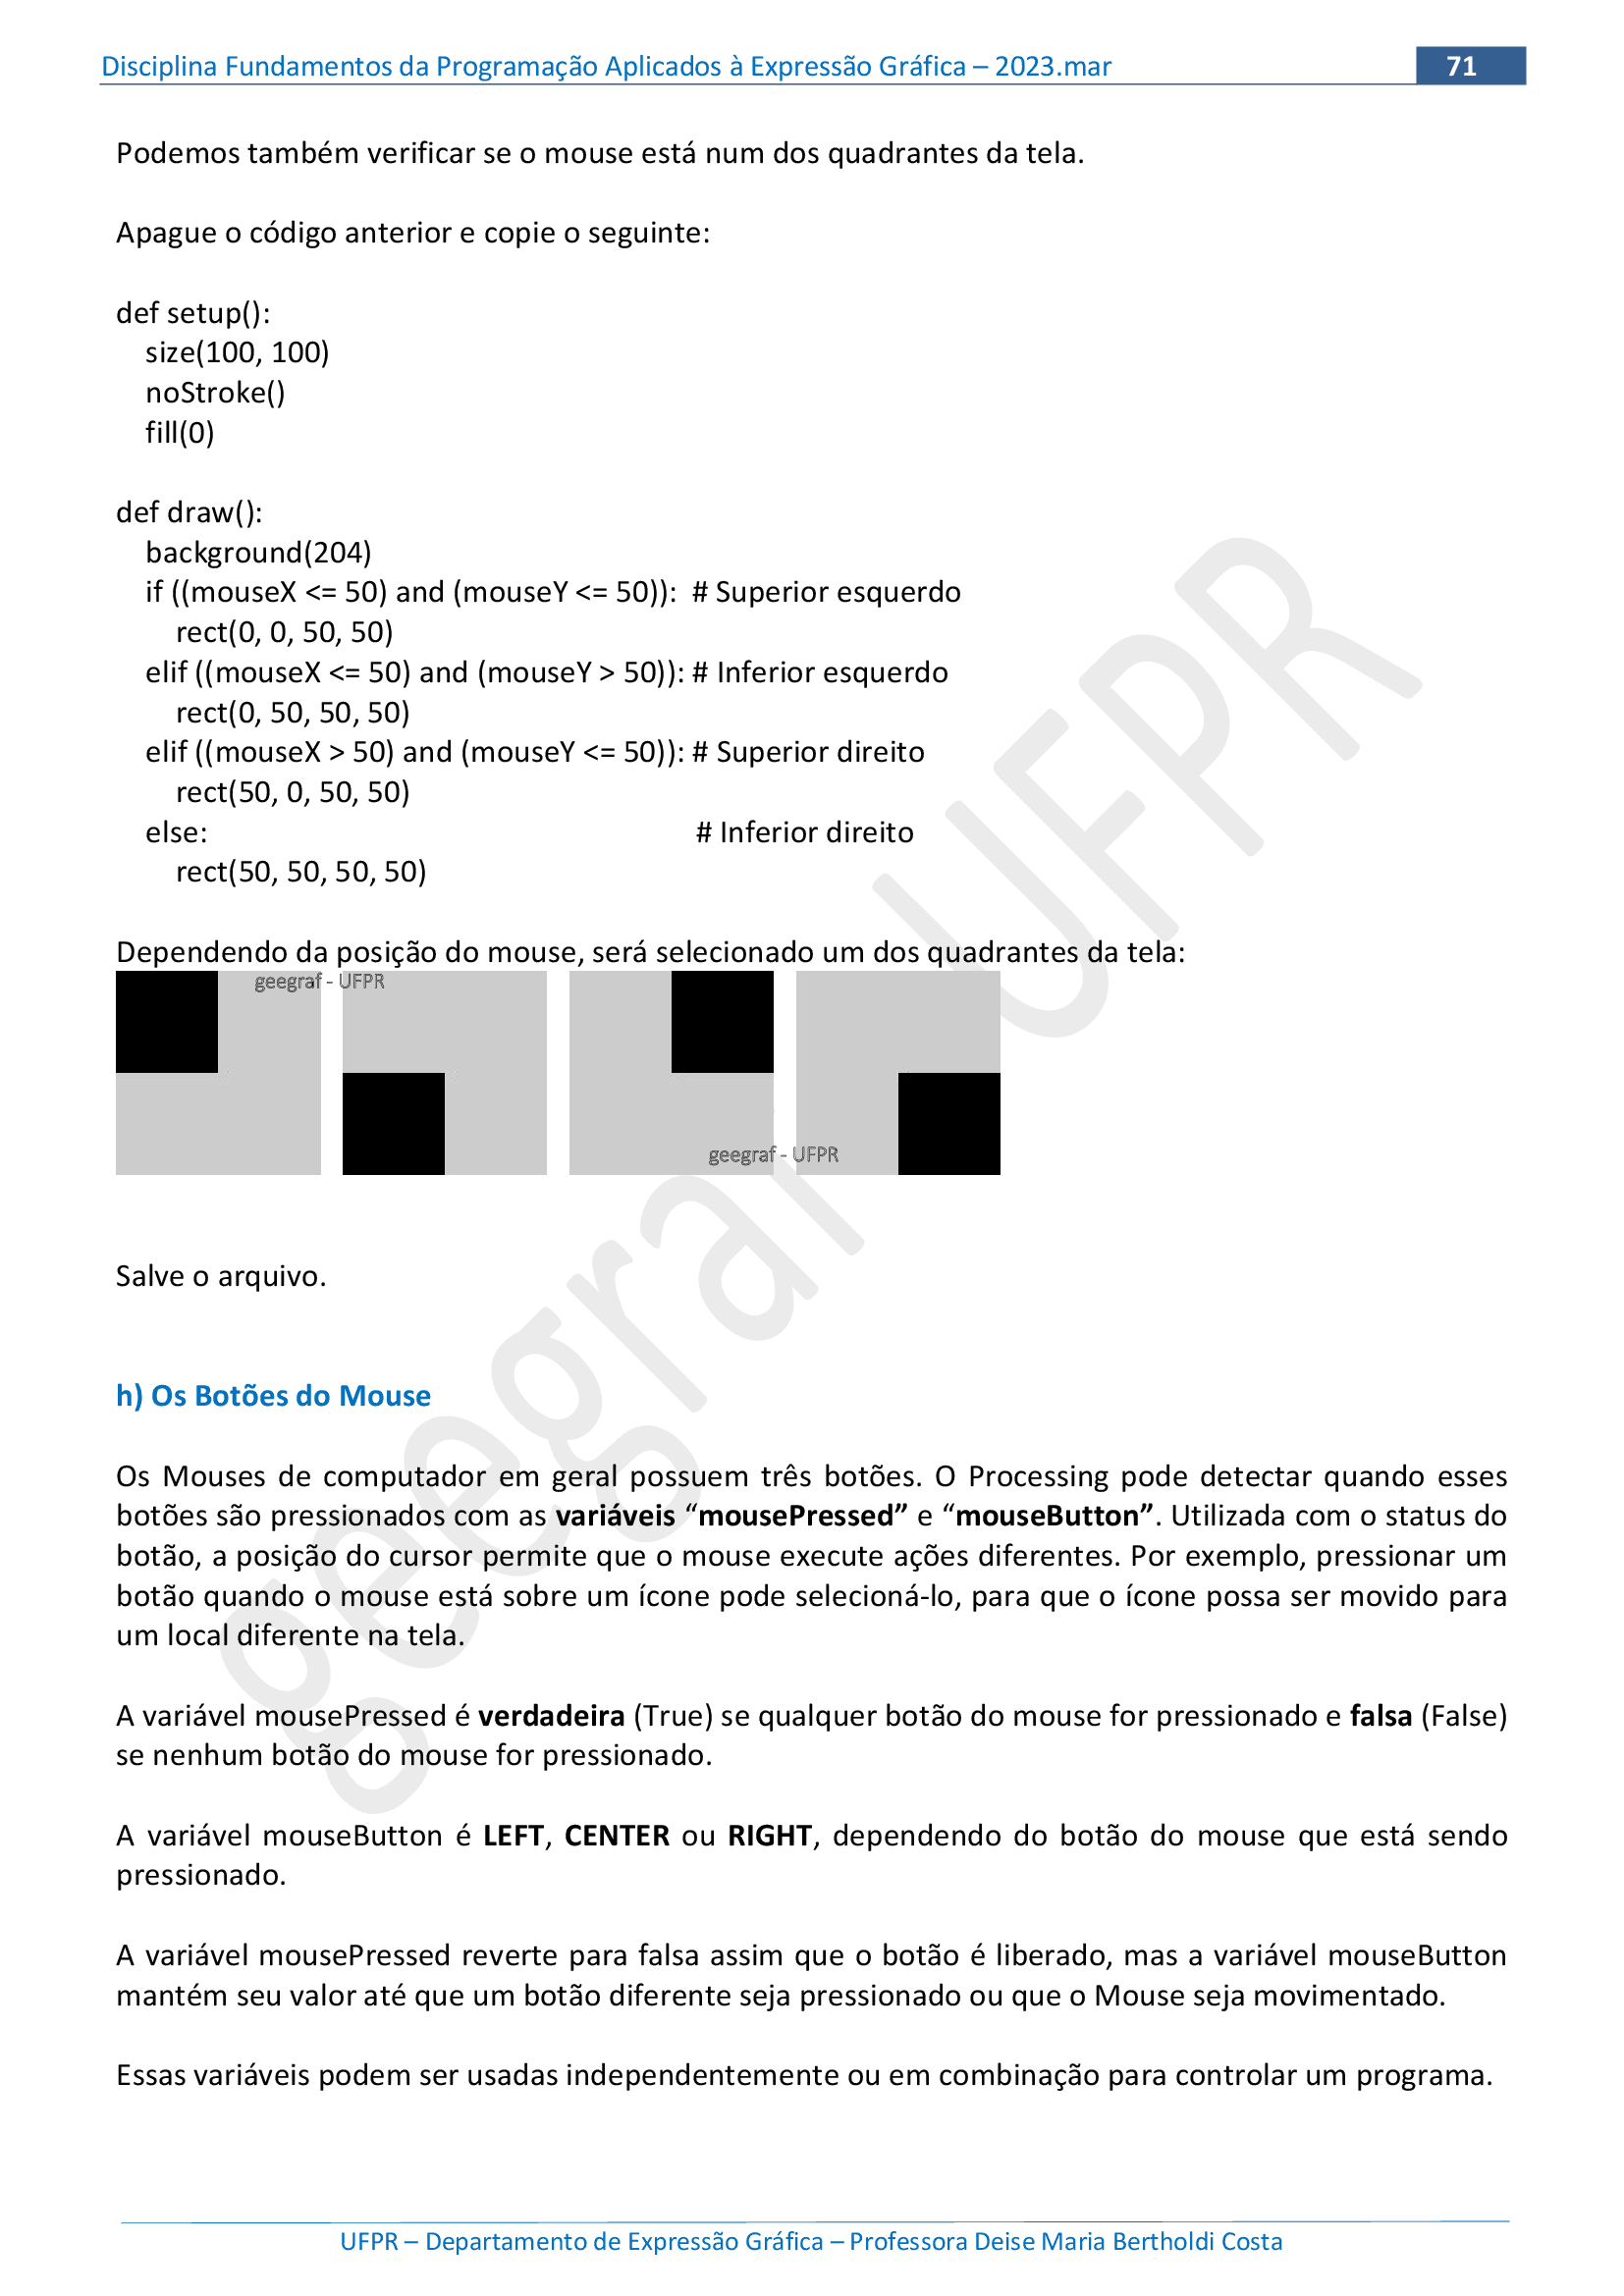 Disciplina Fundamentos da Programação Aplicados à Expressão Gráfica – 2023.mar 71
Podemos também verificar se o mouse está num dos quadrantes da tela.
Apague o código anterior e copie o seguinte:
def setup():
size(100, 100)
noStroke()
fill(0)
def draw():
background(204)
if ((mouseX <= 50) and (mouseY <= 50)): # Superior esquerdo
rect(0, 0, 50, 50)
elif ((mouseX <= 50) and (mouseY > 50)): # Inferior esquerdo
rect(0, 50, 50, 50)
elif ((mouseX > 50) and (mouseY <= 50)): # Superior direito
rect(50, 0, 50, 50)
else: # Inferior direito
rect(50, 50, 50, 50)
Dependendo da posição do mouse, será selecionado um dos quadrantes da tela:
geegraf - UFPR
geegraf - UFPR
geegraf UFPR
Salve o arquivo.
h) Os Botões do Mouse
Os Mouses de computador em geral possuem três botões. O Processing pode detectar quando esses
botões são pressionados com as variáveis “mousePressed” e “mouseButton”. Utilizada com o status do
botão, a posição do cursor permite que o mouse execute ações diferentes. Por exemplo, pressionar um
botão quando o mouse está sobre um ícone pode selecioná-lo, para que o ícone possa ser movido para
um local diferente na tela.
A variável mousePressed é verdadeira (True) se qualquer botão do mouse for pressionado e falsa (False)
se nenhum botão do mouse for pressionado.
A variável mouseButton é LEFT, CENTER ou RIGHT, dependendo do botão do mouse que está sendo
pressionado.
A variável mousePressed reverte para falsa assim que o botão é liberado, mas a variável mouseButton
mantém seu valor até que um botão diferente seja pressionado ou que o Mouse seja movimentado.
Essas variáveis podem ser usadas independentemente ou em combinação para controlar um programa.
UFPR – Departamento de Expressão Gráfica – Professora Deise Maria Bertholdi Costa